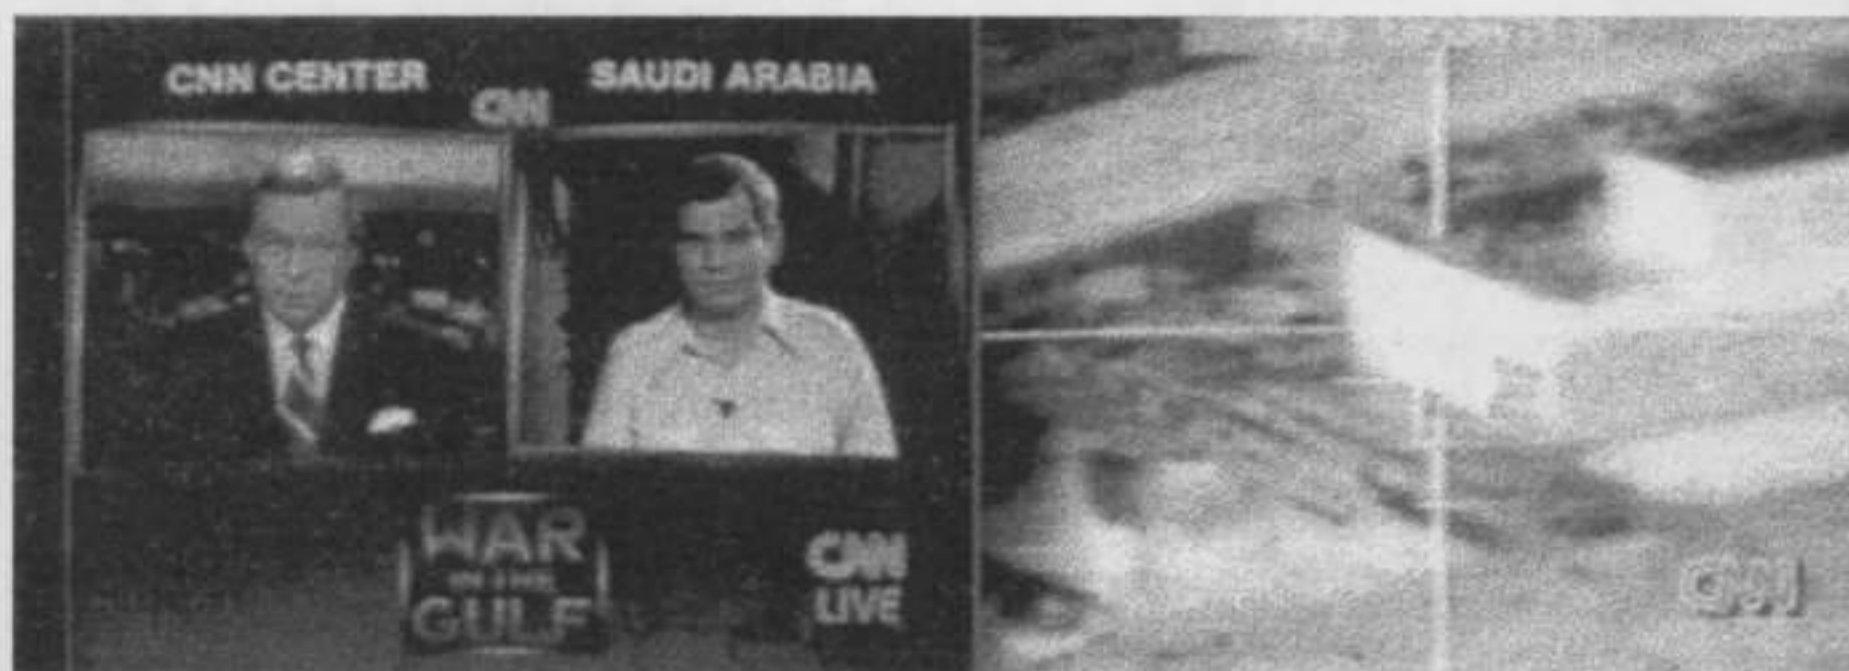 CNN CENTER
CNN
SAUDI ARABIA
WAR
IN THE
GULF
CNN
LIVE
CNN